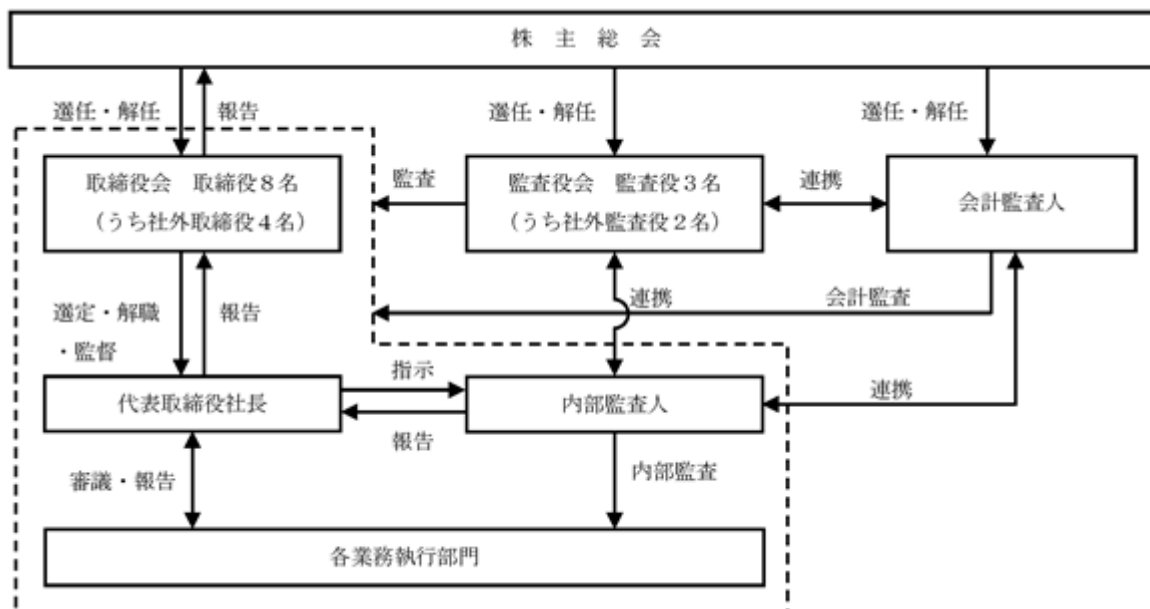 株 主 総 会
選任・解任
報告
選任・解任
選任・解任
取締役会 取締役8名
(うち社外取締役4名)
監査
監査役会 監査役3名
(うち社外監査役2名)
連携
会計監査人
選定・解職
・監督
報告
連携
会計監査
代表取締役社長
指示
報告
内部監査人
連携
審議・報告
内部監査
各業務執行部門